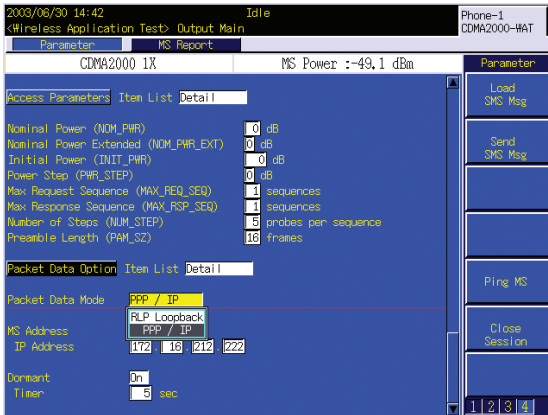 2003/06/30 14:42 Idle
<Wireless Application Test> Output Main
Phone-1
CDMA2000-WAT
Parameter MS Report
CDMA2000 1X MS Power :-49.1 dBm
Parameter
Load
SMS Msg
Send
SMS Msg
Ping MS
Close
Session
1 2 3 4
Access Parameters Item List Detail
Nominal Power (NOM_PWR) 0 dB
Nominal Power Extended (NOM_PWR_EXT) 0 dB
Initial Power (INIT_PWR) 0 dB
Power Step (PWR_STEP) 0 dB
Max Request Sequence (MAX_REQ_SEQ) 1 sequences
Max Response Sequence (MAX_RSP_SEQ) 1 sequences
Number of Steps (NUM_STEP) 5 probes per sequence
Preamble Length (PAM_SZ) 16 frames
Packet Data Option Item List Detail
Packet Data Mode PPP / IP
RLP Loopback
PPP / IP
MS Address
IP Address 172 . 16 . 212 . 222
Dormant On
Timer 5 sec